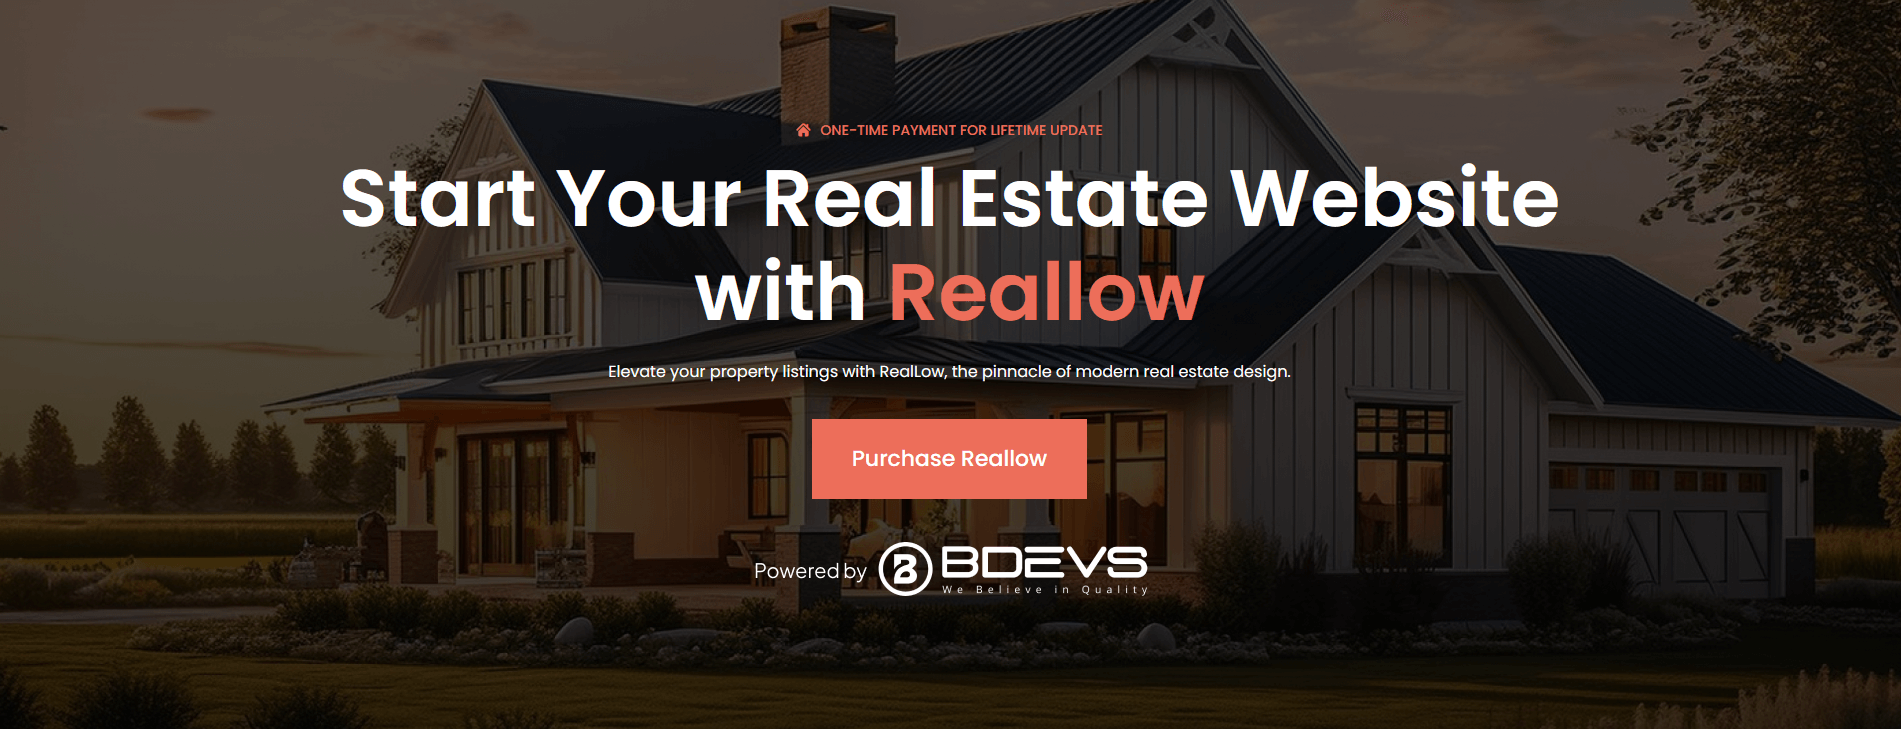 ONE-TIME PAYMENT FOR LIFETIME UPDATE
Start Your Real Estate Website
with Reallow
Elevate your property listings with RealLow, the pinnacle of modern real estate design.
Purchase Reallow
Powered by B BDEVS
We Believe in Quality